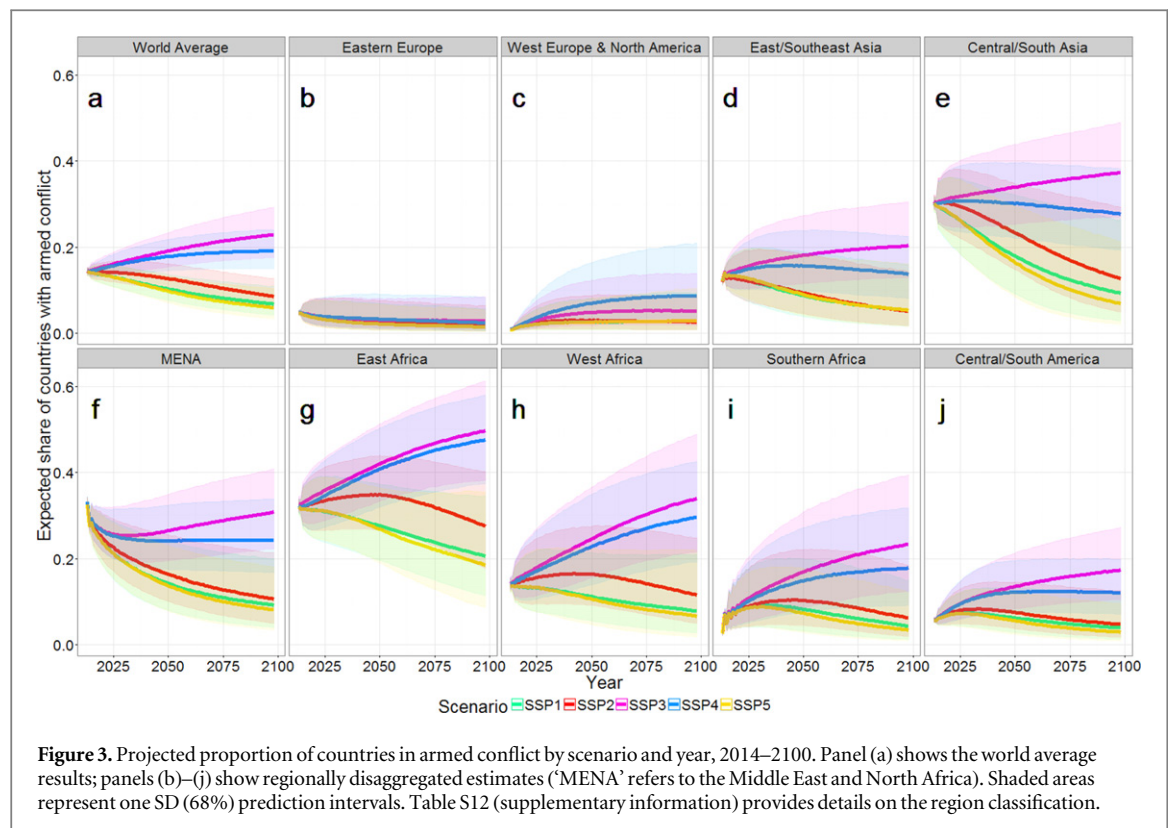 World Average
Eastern Europe
West Europe & North America
East/Southeast Asia
Central/South Asia
0.6
0.4
0.2
0.0
a
b
c
d
e
MENA
East Africa
West Africa
Southern Africa
Central/South America
0.6
0.4
0.2
0.0
f
g
h
i
j
Expected share of countries with armed conflict
2025 2050 2075 2100
2025 2050 2075 2100
2025 2050 2075 2100
2025 2050 2075 2100
2025 2050 2075 2100
Year
Scenario SSP1 SSP2 SSP3 SSP4 SSP5
Figure 3. Projected proportion of countries in armed conflict by scenario and year, 2014–2100. Panel (a) shows the world average
results; panels (b)–(j) show regionally disaggregated estimates (‘MENA’ refers to the Middle East and North Africa). Shaded areas
represent one SD (68%) prediction intervals. Table S12 (supplementary information) provides details on the region classification.